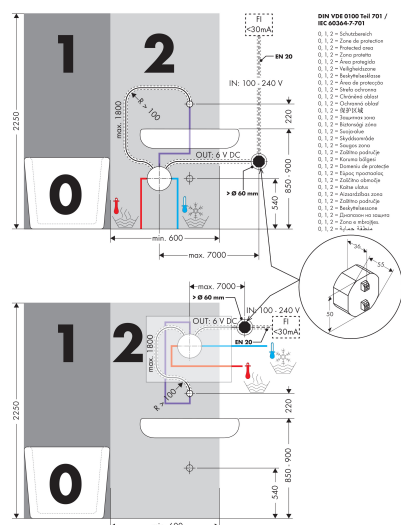 DIN VDE 0100 Teil 701 /
IEC 60364-7-701
0, 1, 2 = Schutzbereich
0, 1, 2 = Zone de protection
0, 1, 2 = Protected area
0, 1, 2 = Zona protetta
0, 1, 2 = Área protegida
0, 1, 2 = Veiligheidszone
0, 1, 2 = Beskyttelsesklasse
0, 1, 2 = Área de protecção
0, 1, 2 = Strefa ochronna
0, 1, 2 = Chráněná oblast
0, 1, 2 = Ochranná oblasť
0, 1, 2 = 保护区域
0, 1, 2 = Защитная зона
0, 1, 2 = Biztonsági zóna
0, 1, 2 = Suojaalue
0, 1, 2 = Skyddsområde
0, 1, 2 = Saugos zona
0, 1, 2 = Zaštitno područje
0, 1, 2 = Koruma bölgesi
0, 1, 2 = Domeniu de protecţie
0, 1, 2 = Εύρος προστασίας
0, 1, 2 = Zaščitno območje
0, 1, 2 = Kaitse ulatus
0, 1, 2 = Aizsardzības zona
0, 1, 2 = Zaštitno područje
0, 1, 2 = Beskyttelsessone
0, 1, 2 = Диапазон на защита
0, 1, 2 = Zona e mbrojtjes
0, 1, 2 =
1
2
0
FI
<30mA
EN 20
IN: 100 - 240 V
2250
max. 1800
R > 100
OUT: 6 V DC
> Ø 60 mm
220
540
850 - 900
min. 600
max. 7000
36
55
50
max. 7000
> Ø 60 mm
IN: 100 - 240 V
OUT: 6 V DC
FI
<30mA
EN 20
1
2
0
2250
max. 1800
R > 100
220
540
850 - 900
min. 600